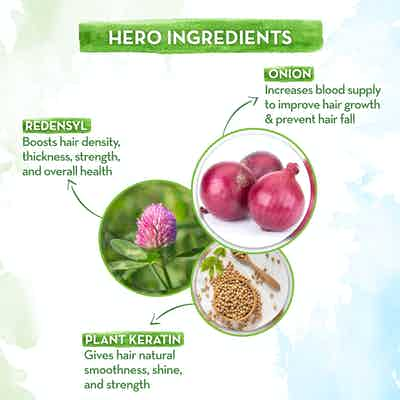 HERO INGREDIENTS
ONION
Increases blood supply
to improve hair growth
& prevent hair fall
REDENSYL
Boosts hair density,
thickness, strength,
and overall health
PLANT KERATIN
Gives hair natural
smoothness, shine,
and strength